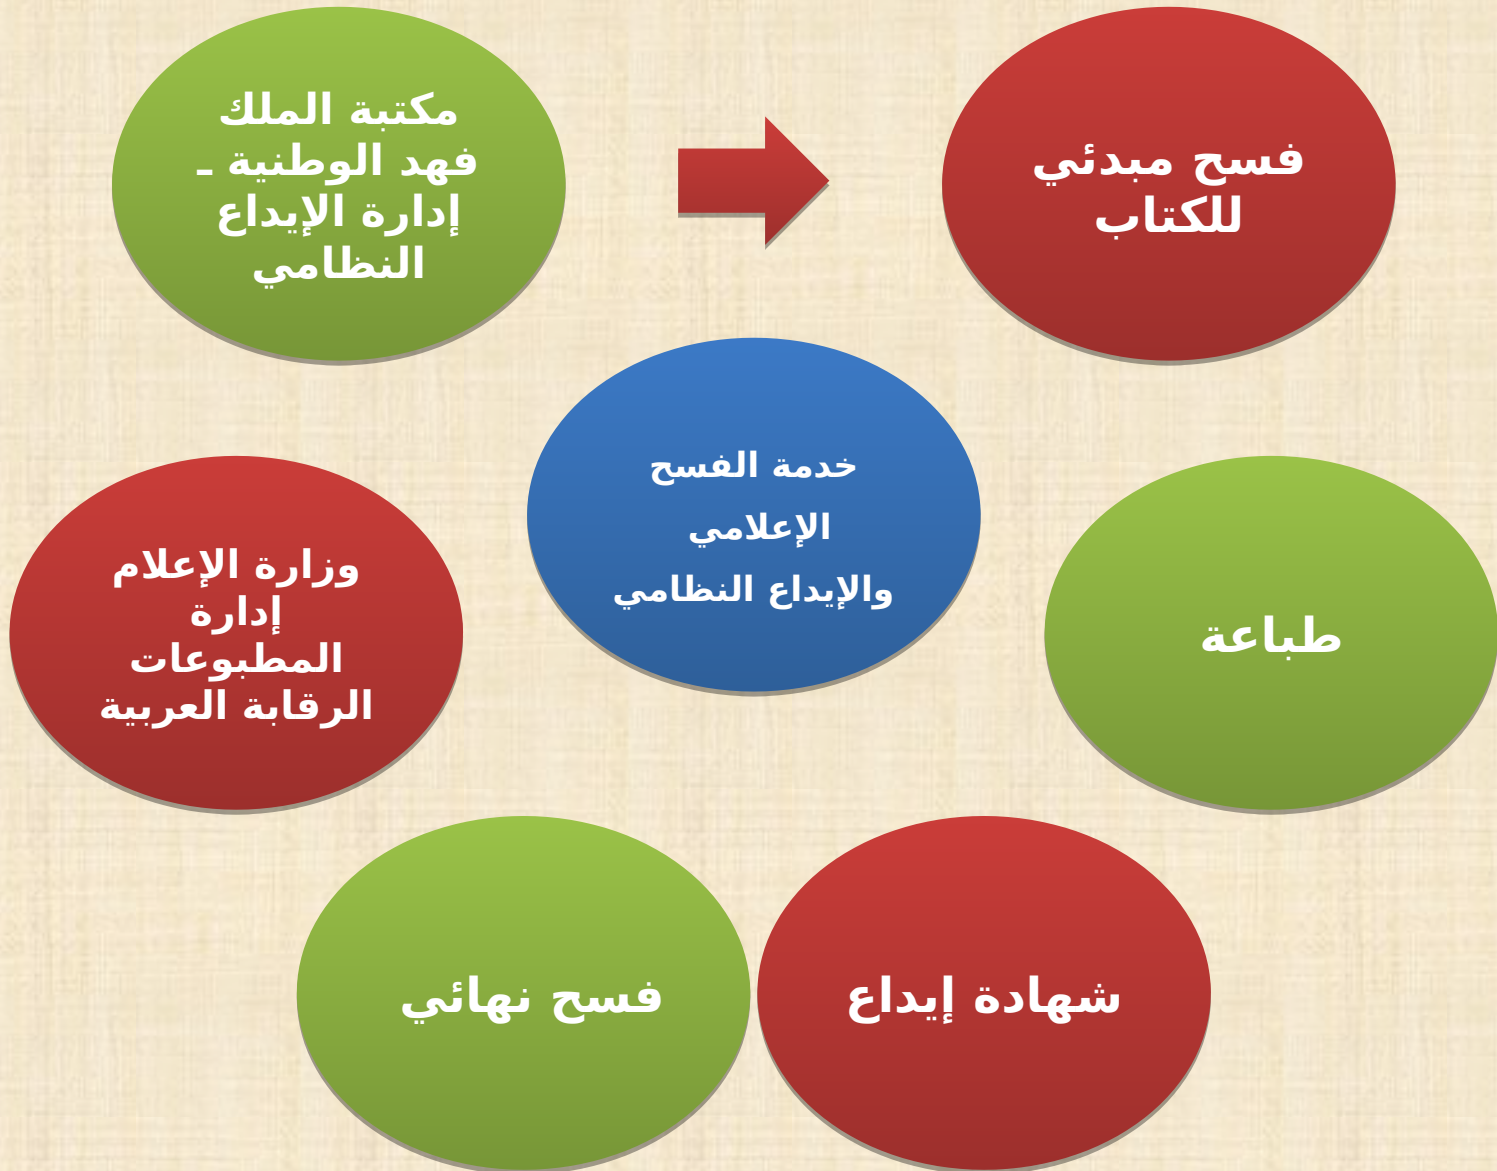 فسح مبدئي
للكتاب
مكتبة الملك
فهد الوطنية ـ
إدارة الإيداع
النظامي
خدمة الفسح
الإعلامي
والإيداع النظامي
طباعة
وزارة الإعلام
إدارة
المطبوعات
الرقابة العربية
شهادة إيداع
فسح نهائي